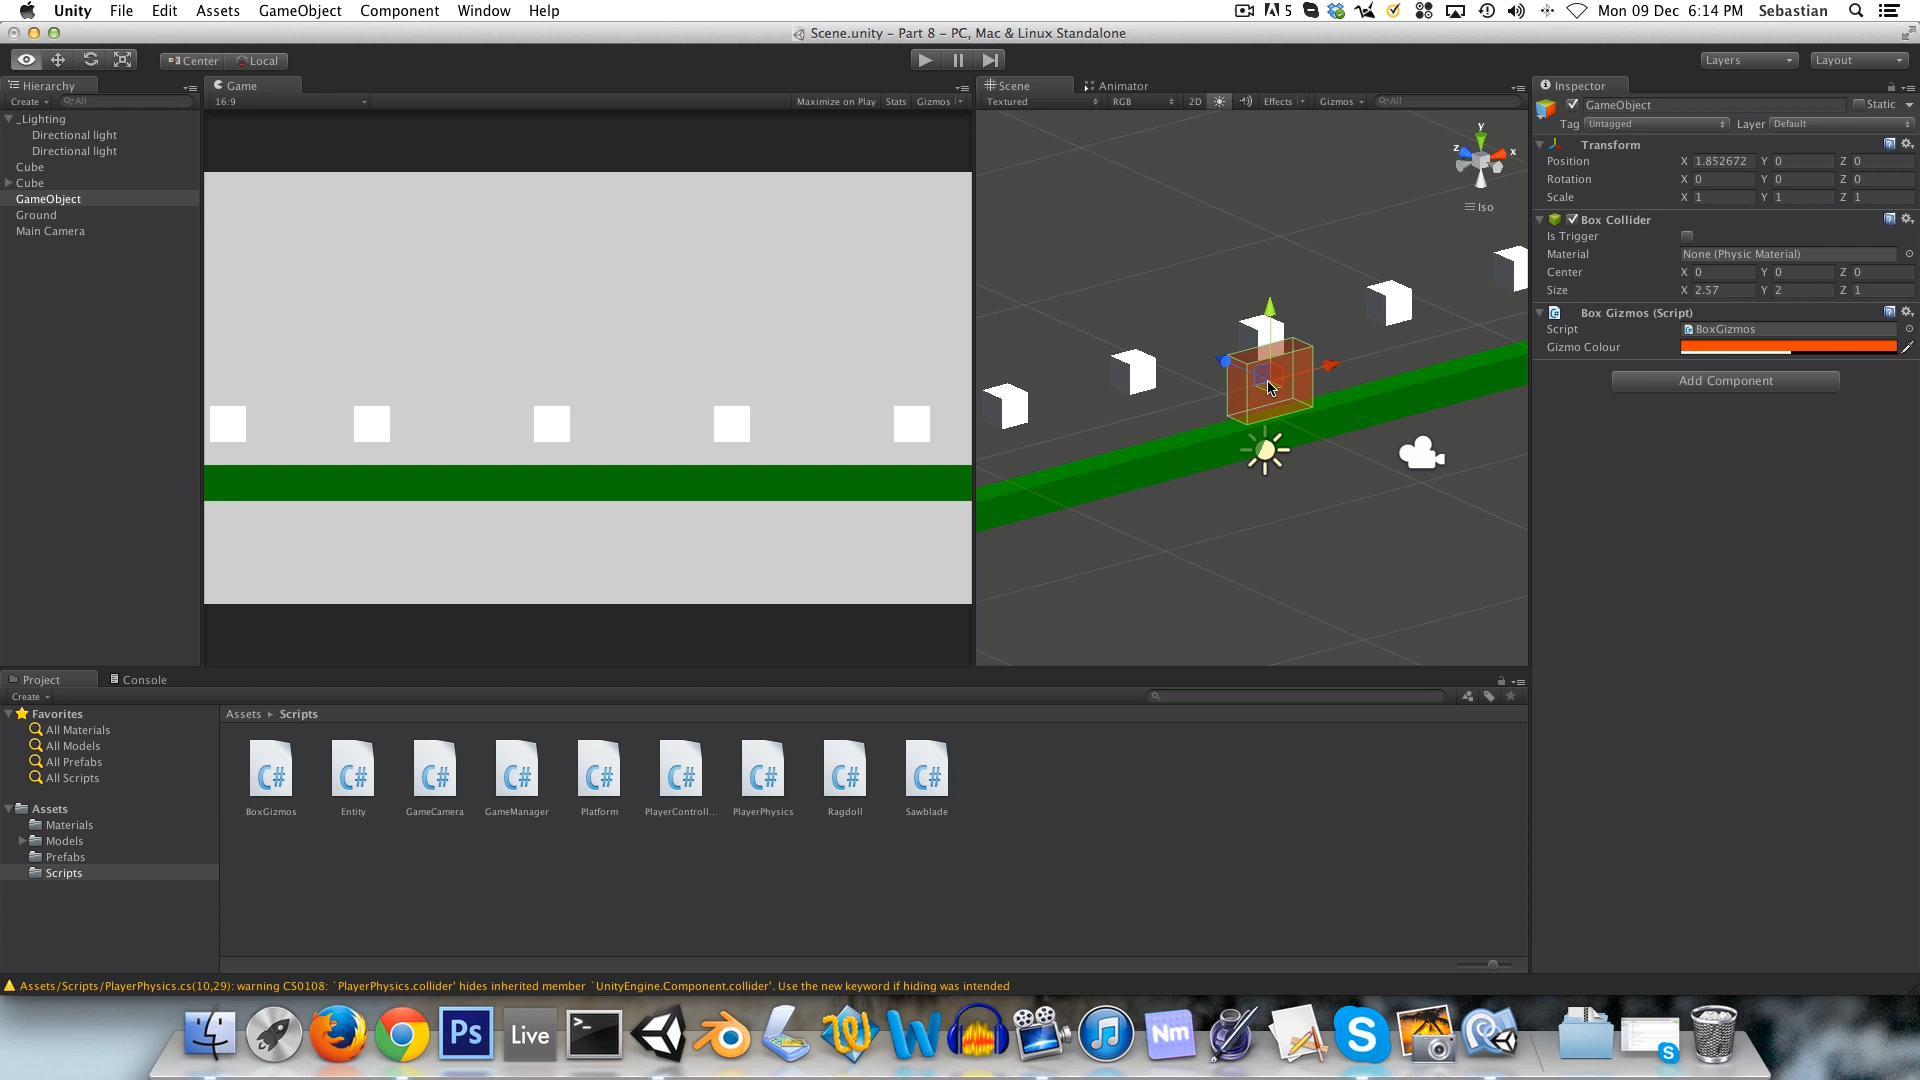 Unity File Edit Assets GameObject Component Window Help
5 Mon 09 Dec 6:14 PM Sebastian
Scene.unity – Part 8 – PC, Mac & Linux Standalone
Center Local
Layers Layout
Hierarchy
Create All
_Lighting
Directional light
Directional light
Cube
Cube
GameObject
Ground
Main Camera
Game
16:9 Maximize on Play Stats Gizmos
Scene Animator
Textured RGB 2D Effects Gizmos All
y
z x
Iso
Inspector
GameObject Static
Tag Untagged Layer Default
Transform
Position X 1.852672 Y 0 Z 0
Rotation X 0 Y 0 Z 0
Scale X 1 Y 1 Z 1
Box Collider
Is Trigger
Material None (Physic Material)
Center X 0 Y 0 Z 0
Size X 2.57 Y 2 Z 1
Box Gizmos (Script)
Script BoxGizmos
Gizmo Colour
Add Component
Project Console
Create
Favorites
All Materials
All Models
All Prefabs
All Scripts
Assets
Materials
Models
Prefabs
Scripts
Assets Scripts
C# C# C# C# C# C# C# C# C#
BoxGizmos Entity GameCamera GameManager Platform PlayerControll... PlayerPhysics Ragdoll Sawblade
Assets/Scripts/PlayerPhysics.cs(10,29): warning CS0108: `PlayerPhysics.collider' hides inherited member `UnityEngine.Component.collider'. Use the new keyword if hiding was intended
Ps Live >_ W Nm S